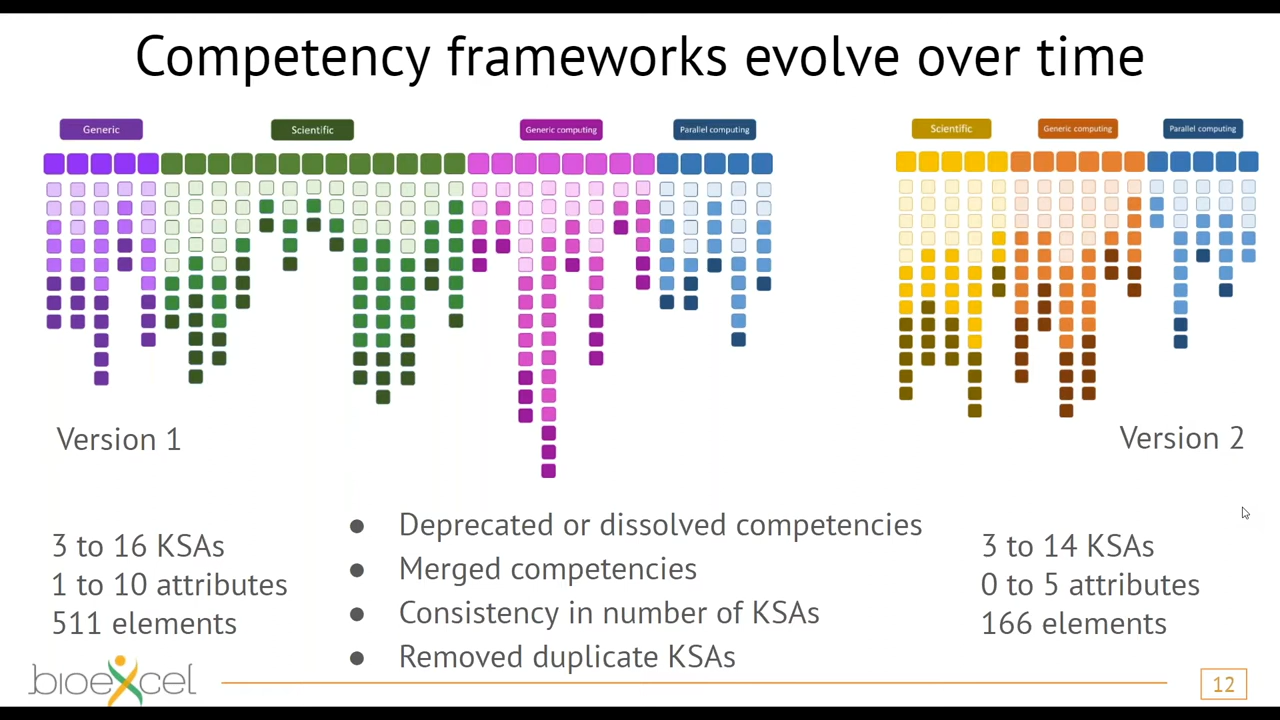 Competency frameworks evolve over time
Generic
Scientific
Generic computing
Parallel computing
Scientific
Generic computing
Parallel computing
Version 1
Version 2
3 to 16 KSAs
1 to 10 attributes
511 elements
● Deprecated or dissolved competencies
● Merged competencies
● Consistency in number of KSAs
● Removed duplicate KSAs
3 to 14 KSAs
0 to 5 attributes
166 elements
bioexcel
12